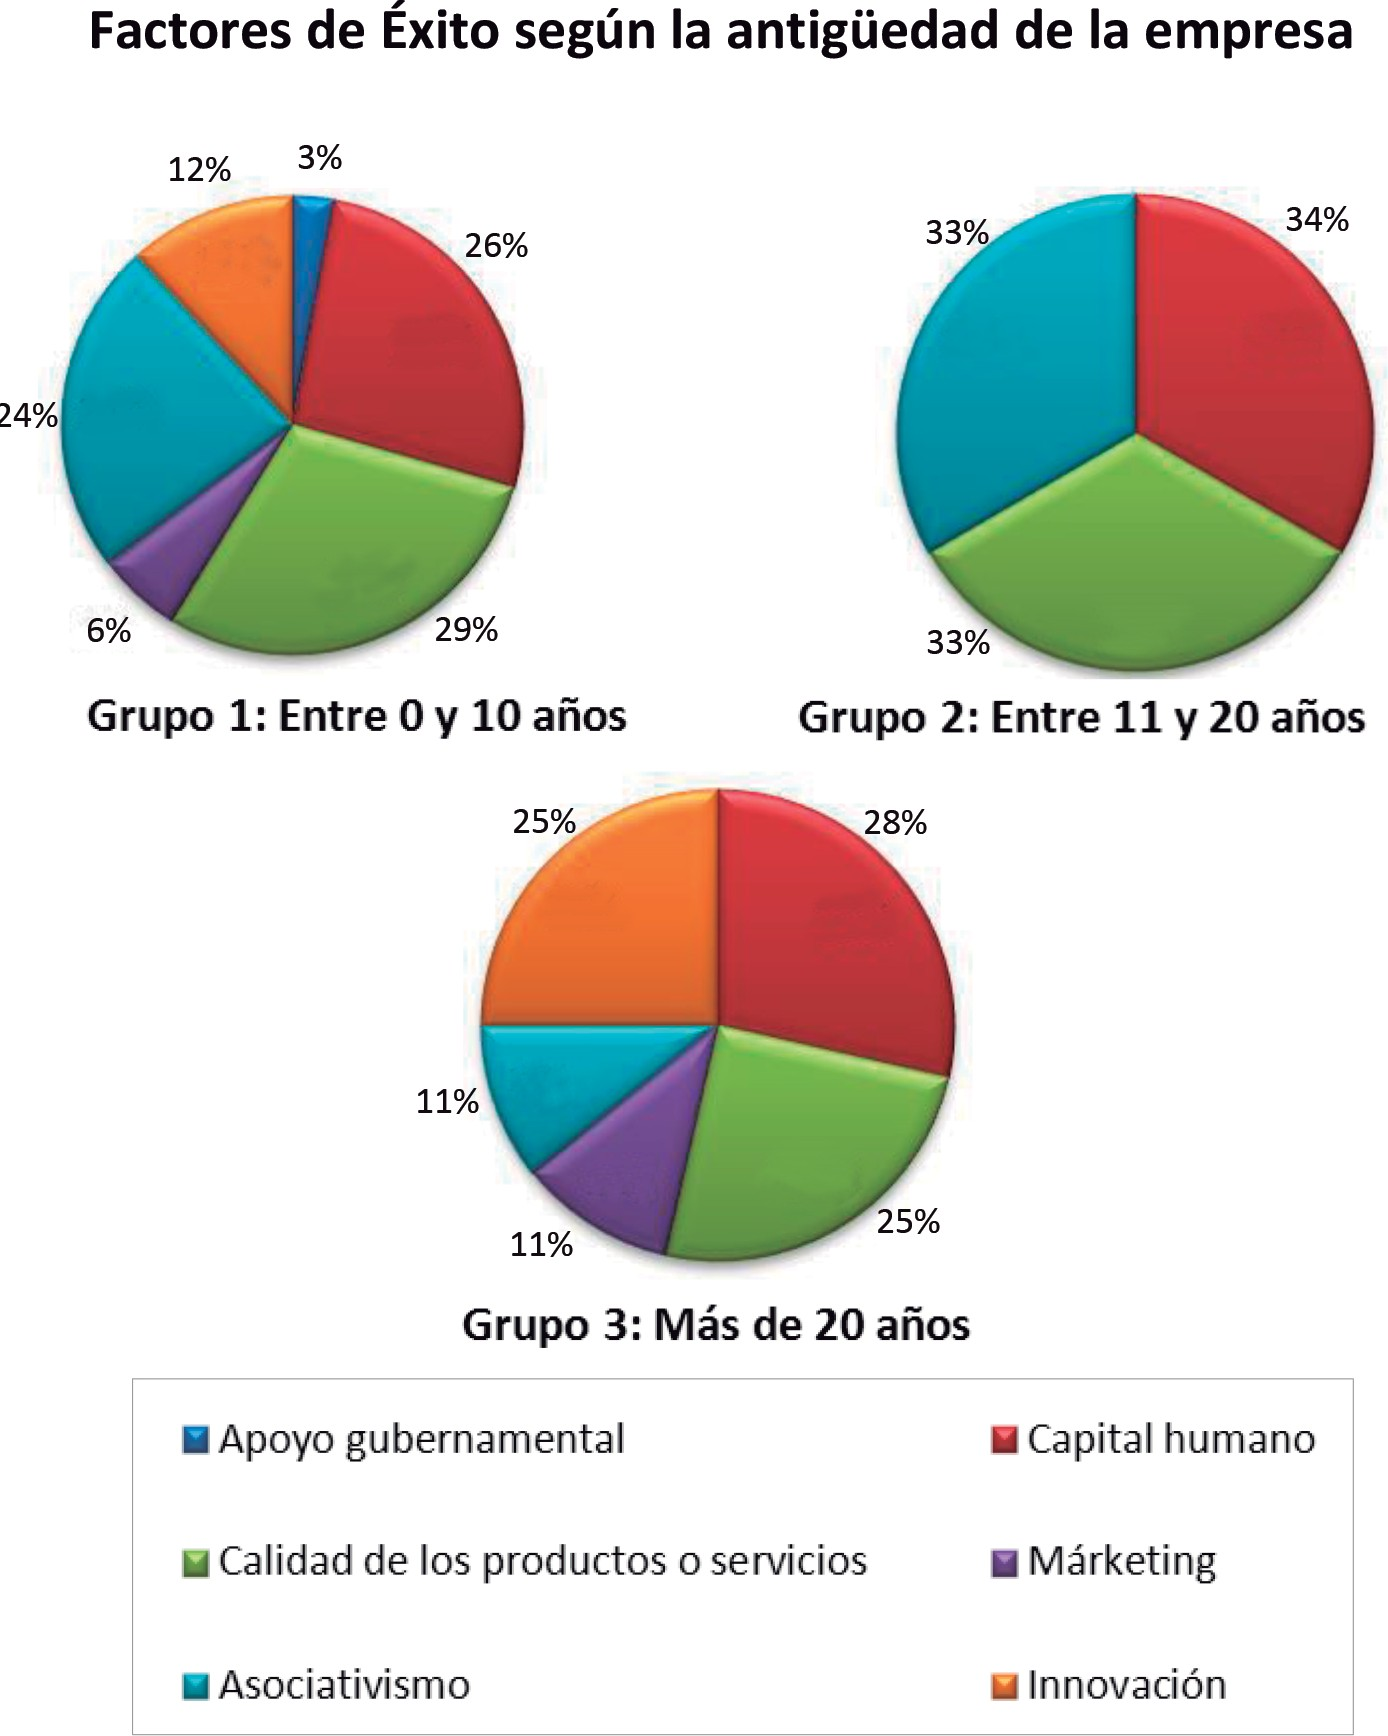 Factores de Éxito según la antigüedad de la empresa
12%
3%
26%
24%
6%
29%
Grupo 1: Entre 0 y 10 años
33%
34%
33%
Grupo 2: Entre 11 y 20 años
25%
28%
11%
11%
25%
Grupo 3: Más de 20 años
Apoyo gubernamental
Capital humano
Calidad de los productos o servicios
Márketing
Asociativismo
Innovación